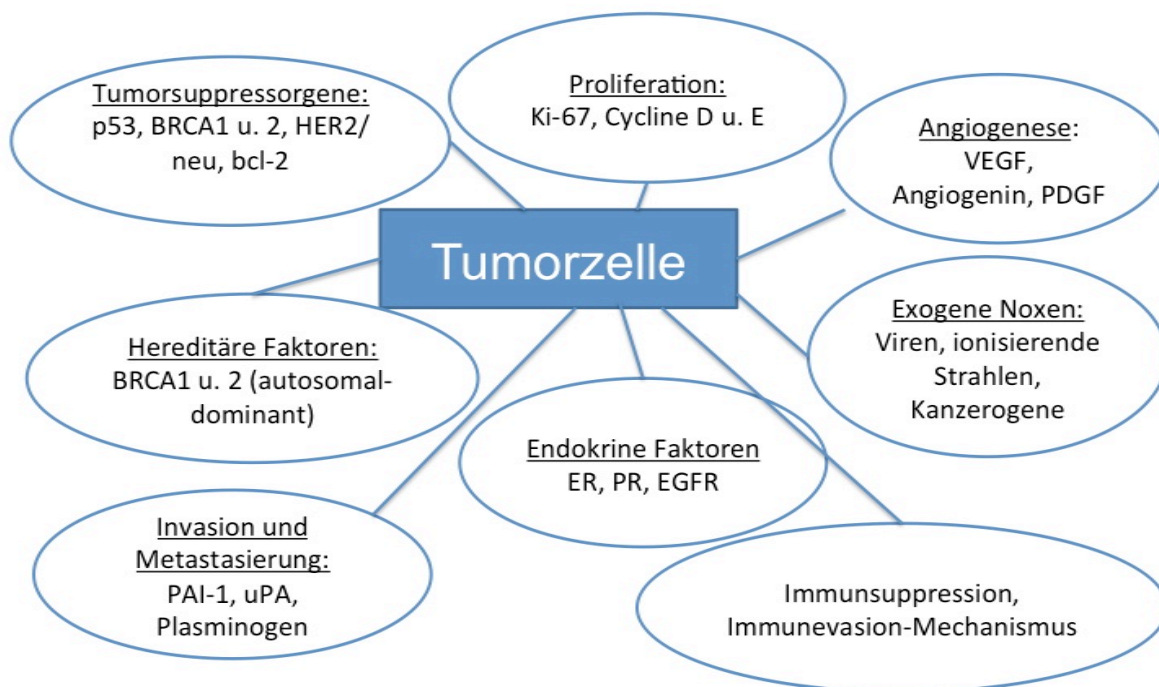 Tumorsuppressorgene:
p53, BRCA1 u. 2, HER2/
neu, bcl-2
Proliferation:
Ki-67, Cycline D u. E
Angiogenese:
VEGF,
Angiogenin, PDGF
Tumorzelle
Hereditäre Faktoren:
BRCA1 u. 2 (autosomal-
dominant)
Exogene Noxen:
Viren, ionisierende
Strahlen,
Kanzerogene
Endokrine Faktoren
ER, PR, EGFR
Invasion und
Metastasierung:
PAI-1, uPA,
Plasminogen
Immunsuppression,
Immunevasion-Mechanismus